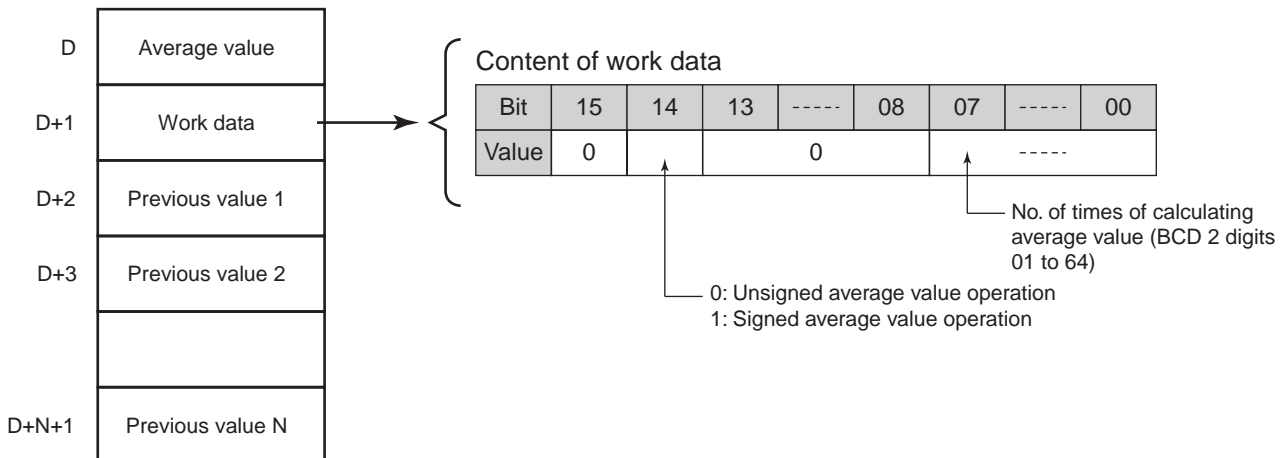 D Average value
D+1 Work data
D+2 Previous value 1
D+3 Previous value 2
D+N+1 Previous value N
Content of work data
Bit 15 14 13 ----- 08 07 ----- 00
Value 0 0 -----
No. of times of calculating
average value (BCD 2 digits
01 to 64)
0: Unsigned average value operation
1: Signed average value operation